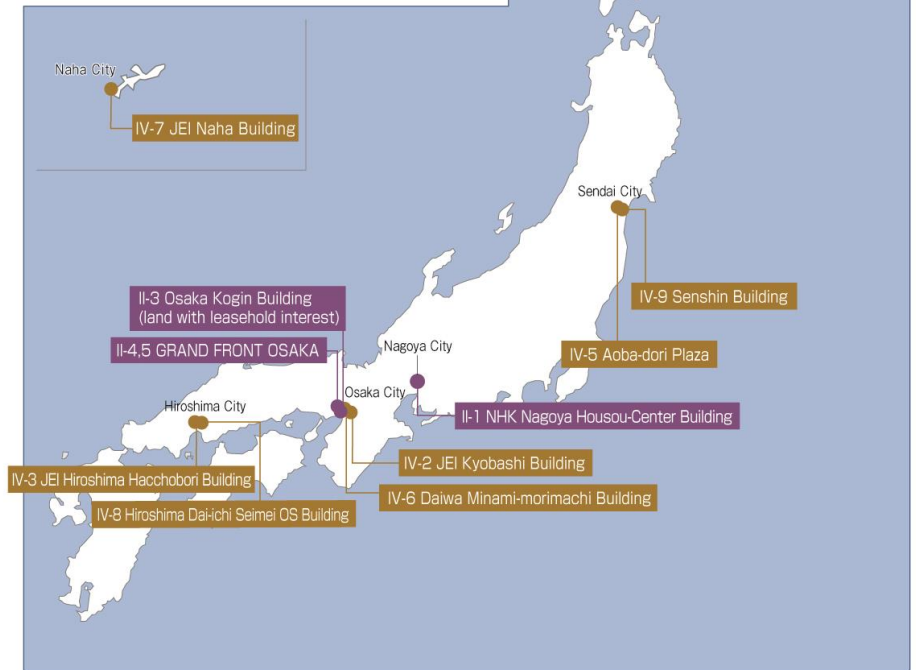 Naha City
IV-7 JEI Naha Building
Sendai City
IV-9 Senshin Building
II-3 Osaka Kogin Building
(land with leasehold interest)
II-4,5 GRAND FRONT OSAKA
Nagoya City
IV-5 Aoba-dori Plaza
Osaka City
Hiroshima City
II-1 NHK Nagoya Housou-Center Building
IV-2 JEI Kyobashi Building
IV-3 JEI Hiroshima Hacchobori Building
IV-6 Daiwa Minami-morimachi Building
IV-8 Hiroshima Dai-ichi Seimei OS Building